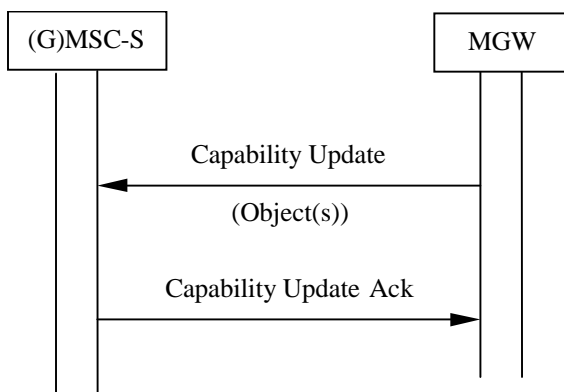 (G)MSC-S
MGW
Capability Update
(Object(s))
Capability Update Ack